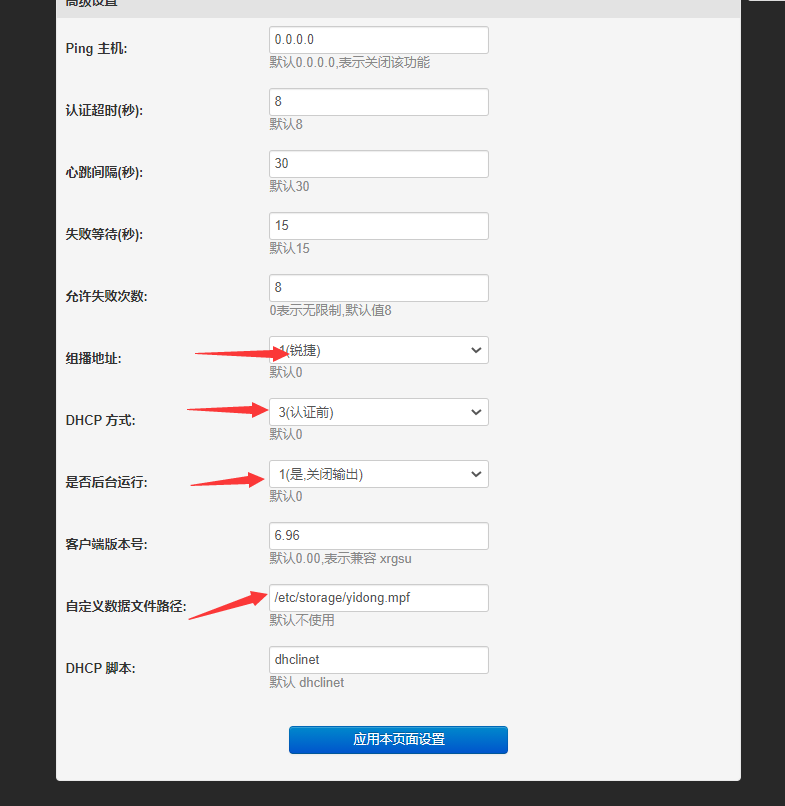 高级设置
Ping 主机:
0.0.0.0
默认0.0.0.0,表示关闭该功能
认证超时(秒):
8
默认8
心跳间隔(秒):
30
默认30
失败等待(秒):
15
默认15
允许失败次数:
8
0表示无限制,默认值8
组播地址:
1(锐捷)
默认0
DHCP 方式:
3(认证前)
默认0
是否后台运行:
1(是,关闭输出)
默认0
客户端版本号:
6.96
默认0.00,表示兼容 xrgsu
自定义数据文件路径:
/etc/storage/yidong.mpf
默认不使用
DHCP 脚本:
dhclinet
默认 dhclinet
应用本页面设置